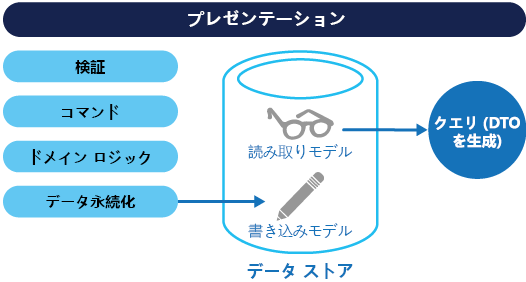 プレゼンテーション
検証
コマンド
ドメイン ロジック
データ永続化
読み取りモデル
書き込みモデル
データ ストア
クエリ (DTO
を生成)